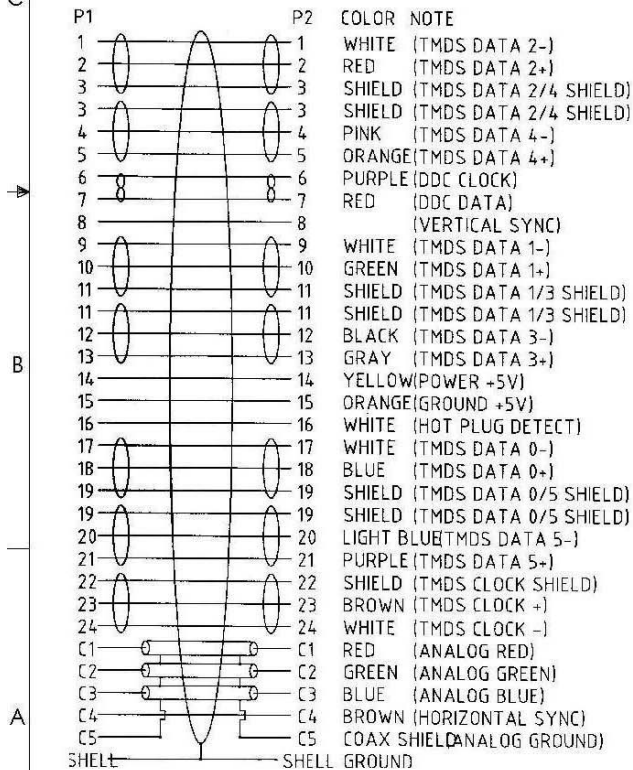 C
P1 P2 COLOR NOTE
1 1 WHITE (TMDS DATA 2-)
2 2 RED (TMDS DATA 2+)
3 3 SHIELD (TMDS DATA 2/4 SHIELD)
3 3 SHIELD (TMDS DATA 2/4 SHIELD)
4 4 PINK (TMDS DATA 4-)
5 5 ORANGE(TMDS DATA 4+)
6 6 PURPLE(DDC CLOCK)
7 7 RED (DDC DATA)
8 8 (VERTICAL SYNC)
9 9 WHITE (TMDS DATA 1-)
10 10 GREEN (TMDS DATA 1+)
11 11 SHIELD (TMDS DATA 1/3 SHIELD)
11 11 SHIELD (TMDS DATA 1/3 SHIELD)
12 12 BLACK (TMDS DATA 3-)
B
13 13 GRAY (TMDS DATA 3+)
14 14 YELLOW(POWER +5V)
15 15 ORANGE(GROUND +5V)
16 16 WHITE (HOT PLUG DETECT)
17 17 WHITE (TMDS DATA 0-)
18 18 BLUE (TMDS DATA 0+)
19 19 SHIELD (TMDS DATA 0/5 SHIELD)
19 19 SHIELD (TMDS DATA 0/5 SHIELD)
20 20 LIGHT BLUE(TMDS DATA 5-)
21 21 PURPLE(TMDS DATA 5+)
22 22 SHIELD (TMDS CLOCK SHIELD)
23 23 BROWN (TMDS CLOCK +)
24 24 WHITE (TMDS CLOCK -)
C1 C1 RED (ANALOG RED)
C2 C2 GREEN (ANALOG GREEN)
C3 C3 BLUE (ANALOG BLUE)
A
C4 C4 BROWN (HORIZONTAL SYNC)
C5 C5 COAX SHIELD(ANALOG GROUND)
SHELL SHELL GROUND